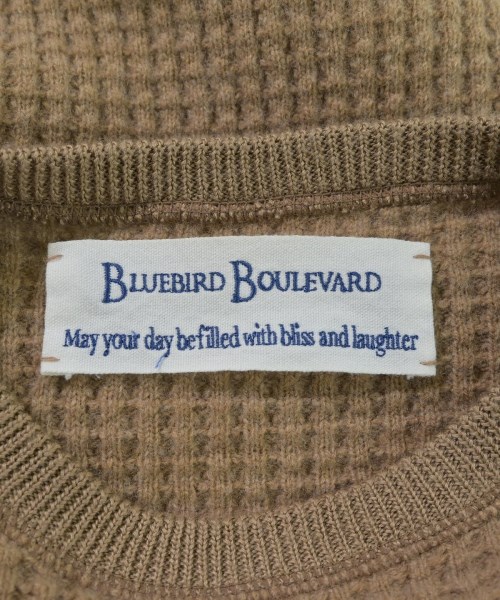 BLUEBIRD BOULEVARD
May your day be filled with bliss and laughter